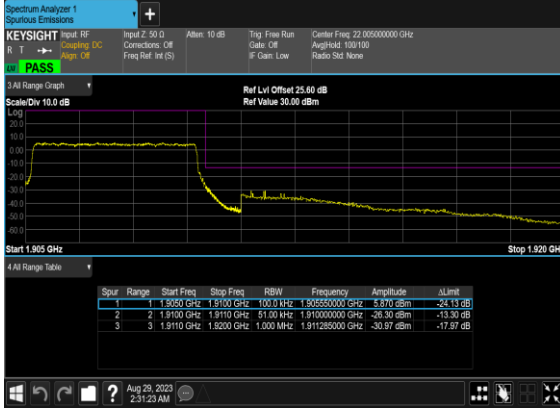 Spectrum Analyzer 1
Spurious Emissions
+
KEYSIGHT Input: RF Input Z: 50 Ω Atten: 10 dB Trig: Free Run Center Freq: 22.005000000 GHz
R T Coupling: DC Corrections: Off Gate: Off Avg|Hold: 100/100
Align: Off Freq Ref: Int (S) IF Gain: Low Radio Std: None
PASS
3 All Range Graph
Ref Lvl Offset 25.60 dB
Scale/Div 10.0 dB Ref Value 30.00 dBm
Log
20.0
10.0
0.00
-10.0
-20.0
-30.0
-40.0
-50.0
-60.0
Start 1.905 GHz Stop 1.920 GH
4 All Range Table
Spur Range Start Freq Stop Freq RBW Frequency Amplitude ΔLimit
1 1 1.9050 GHz 1.9100 GHz 100.0 kHz 1.905550000 GHz 5.870 dBm -24.13 dB
2 2 1.9100 GHz 1.9110 GHz 51.00 kHz 1.910000000 GHz -26.30 dBm -13.30 dB
3 3 1.9110 GHz 1.9200 GHz 1.000 MHz 1.911285000 GHz -30.97 dBm -17.97 dB
? Aug 29, 2023
2:31:23 AM